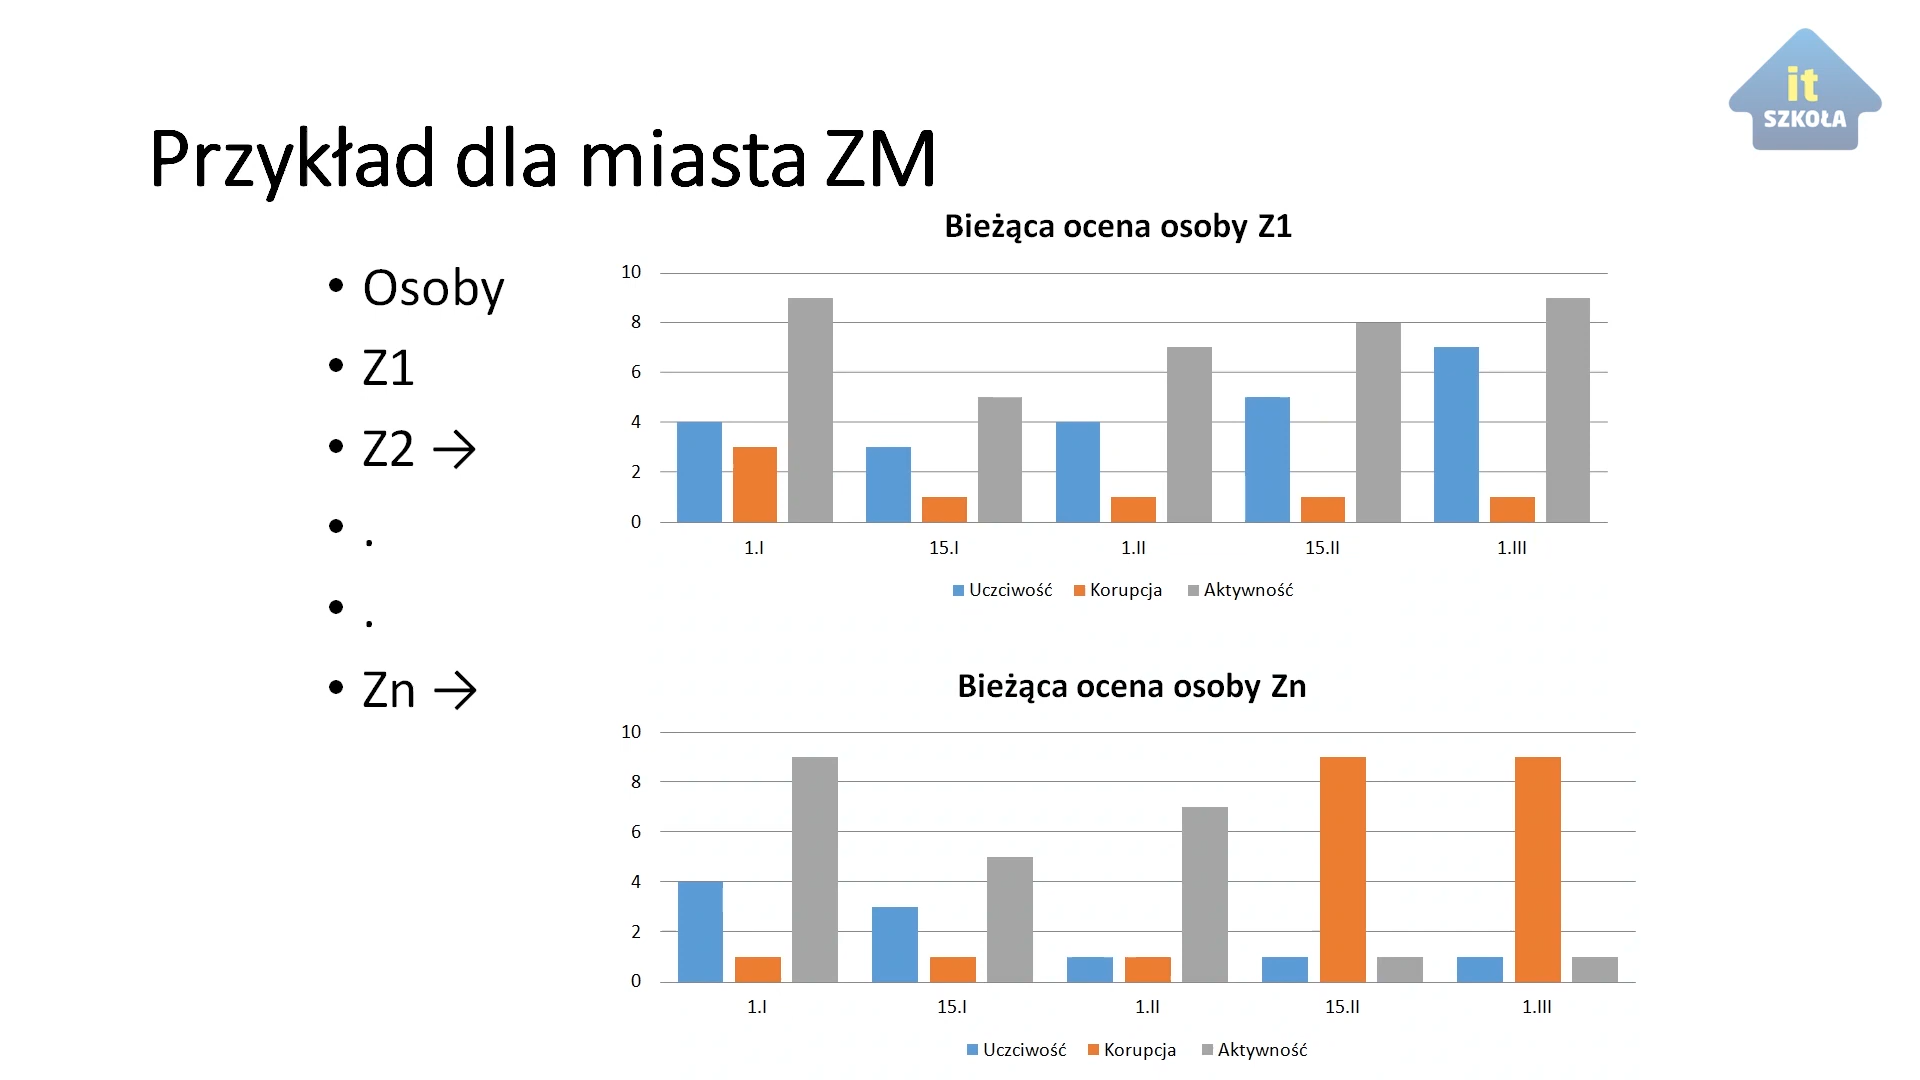 it
SZKOŁA
Przykład dla miasta ZM
• Osoby
• Z1
• Z2 →
• .
• .
• Zn →
Bieżąca ocena osoby Z1
10
8
6
4
2
0
1.I 15.I 1.II 15.II 1.III
Uczciwość Korupcja Aktywność
Bieżąca ocena osoby Zn
10
8
6
4
2
0
1.I 15.I 1.II 15.II 1.III
Uczciwość Korupcja Aktywność